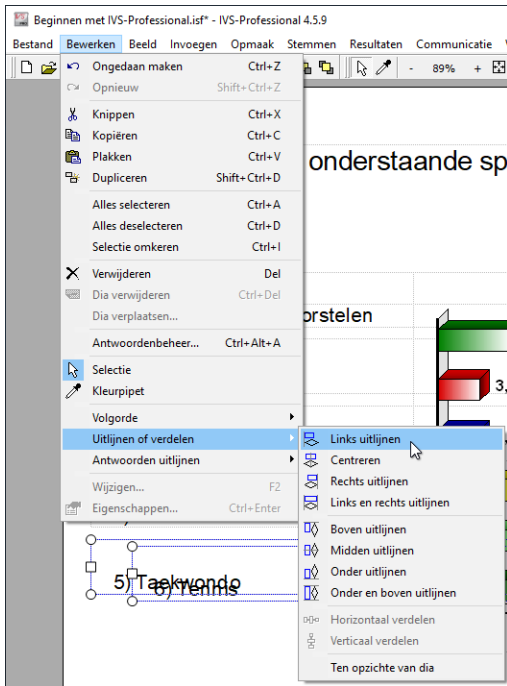 Beginnen met IVS-Professional.isf* - IVS-Professional 4.5.9
Bestand Bewerken Beeld Invoegen Opmaak Stemmen Resultaten Communicatie
- 89% +
Ongedaan maken Ctrl+Z
Opnieuw Shift+Ctrl+Z
Knippen Ctrl+X
Kopiëren Ctrl+C
Plakken Ctrl+V
Dupliceren Shift+Ctrl+D
onderstaande sp
Alles selecteren Ctrl+A
Alles deselecteren Ctrl+D
Selectie omkeren Ctrl+I
Verwijderen Del
Dia verwijderen Ctrl+Del
Dia verplaatsen...
orstelen
Antwoordenbeheer... Ctrl+Alt+A
Selectie
Kleurpipet
3,
Volgorde
Uitlijnen of verdelen
Antwoorden uitlijnen
Wijzigen... F2
Eigenschappen... Ctrl+Enter
Links uitlijnen
Centreren
Rechts uitlijnen
Links en rechts uitlijnen
Boven uitlijnen
Midden uitlijnen
Onder uitlijnen
Onder en boven uitlijnen
Horizontaal verdelen
Verticaal verdelen
Ten opzichte van dia
5) Taekwondo
6) Tennis